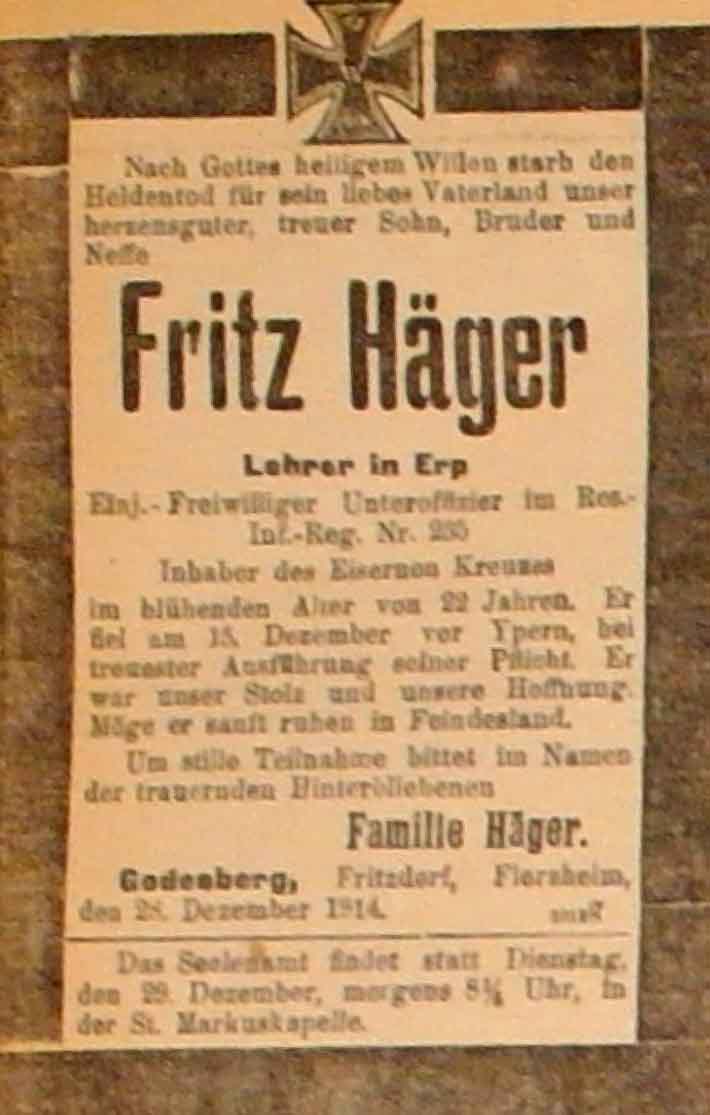 Nach Gottes heiligem Willen starb den
Heldentod für sein liebes Vaterland unser
herzensguter, treuer Sohn, Bruder und
Neffe
Fritz Häger
Lehrer in Erp
Einj.-Freiwilliger Unteroffizier im Res.-
Inf.-Reg. Nr. 235
Inhaber des Eisernen Kreuzes
im blühenden Alter von 22 Jahren. Er
fiel am 15. Dezember vor Ypern, bei
treuester Ausführung seiner Pflicht. Er
war unser Stolz und unsere Hoffnung.
Möge er sanft ruhen in Feindesland.
Um stille Teilnahme bittet im Namen
der trauernden Hinterbliebenen
Familie Häger.
Godesberg, Fritzdorf, Flerzheim,
den 28. Dezember 1914.
Das Seelenamt findet statt Dienstag,
den 29. Dezember, morgens Uhr, in
der St. Markuskapelle.